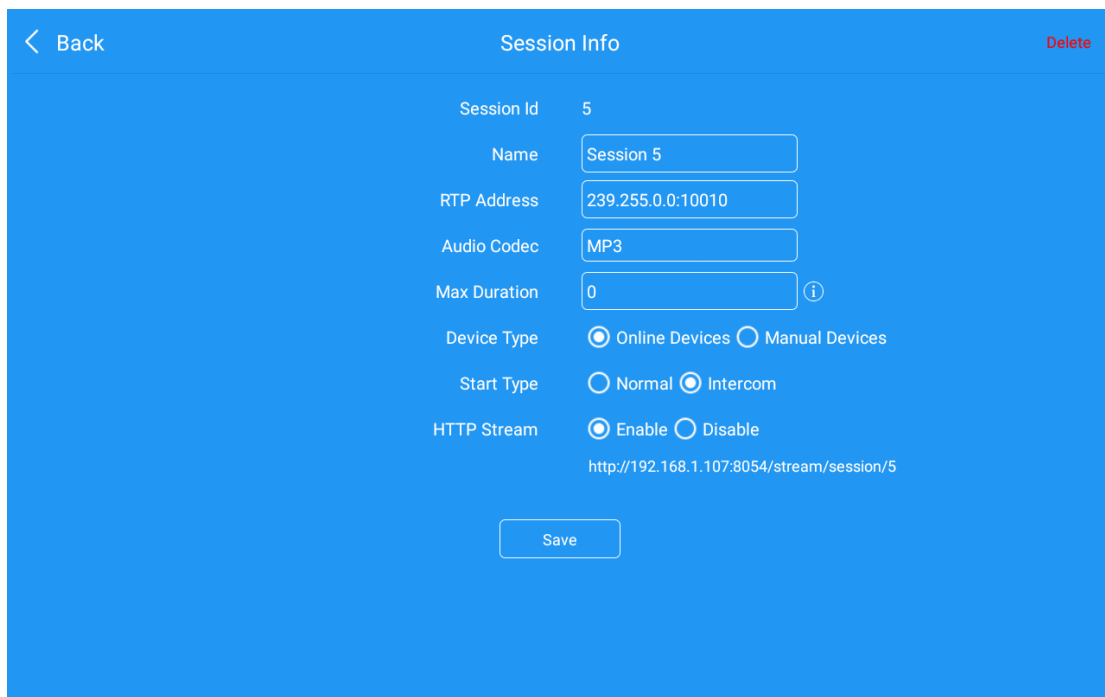 Back Session Info Delete
Session Id 5
Name Session 5
RTP Address 239.255.0.0:10010
Audio Codec MP3
Max Duration 0
Device Type Online Devices Manual Devices
Start Type Normal Intercom
HTTP Stream Enable Disable
http://192.168.1.107:8054/stream/session/5
Save